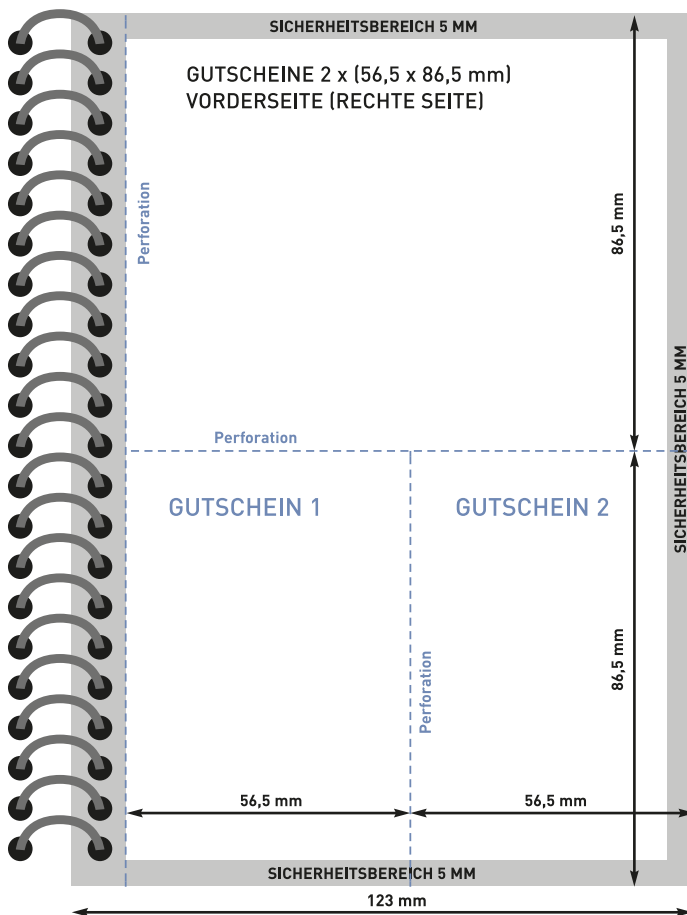 SICHERHEITSBEREICH 5 MM
GUTSCHEINE 2 x (56,5 x 86,5 mm)
VORDERSEITE (RECHTE SEITE)
Perforation
86,5 mm
SICHERHEITSBEREICH 5 MM
Perforation
GUTSCHEIN 1
GUTSCHEIN 2
Perforation
86,5 mm
56,5 mm
56,5 mm
SICHERHEITSBEREICH 5 MM
123 mm